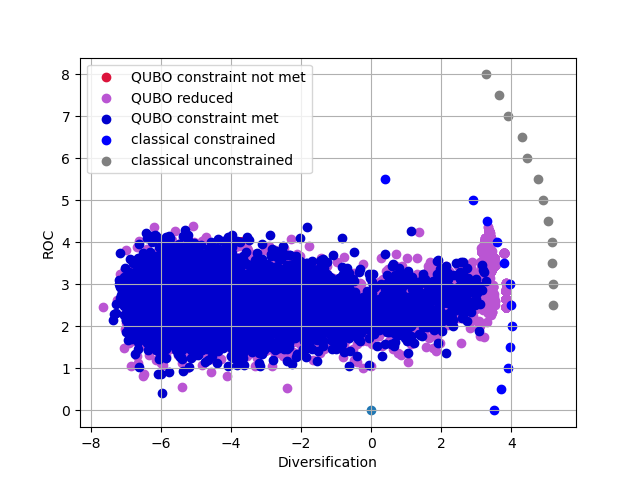 QUBO constraint not met
QUBO reduced
QUBO constraint met
classical constrained
classical unconstrained
ROC
8
7
6
5
4
3
2
1
0
−8 −6 −4 −2 0 2 4
Diversification